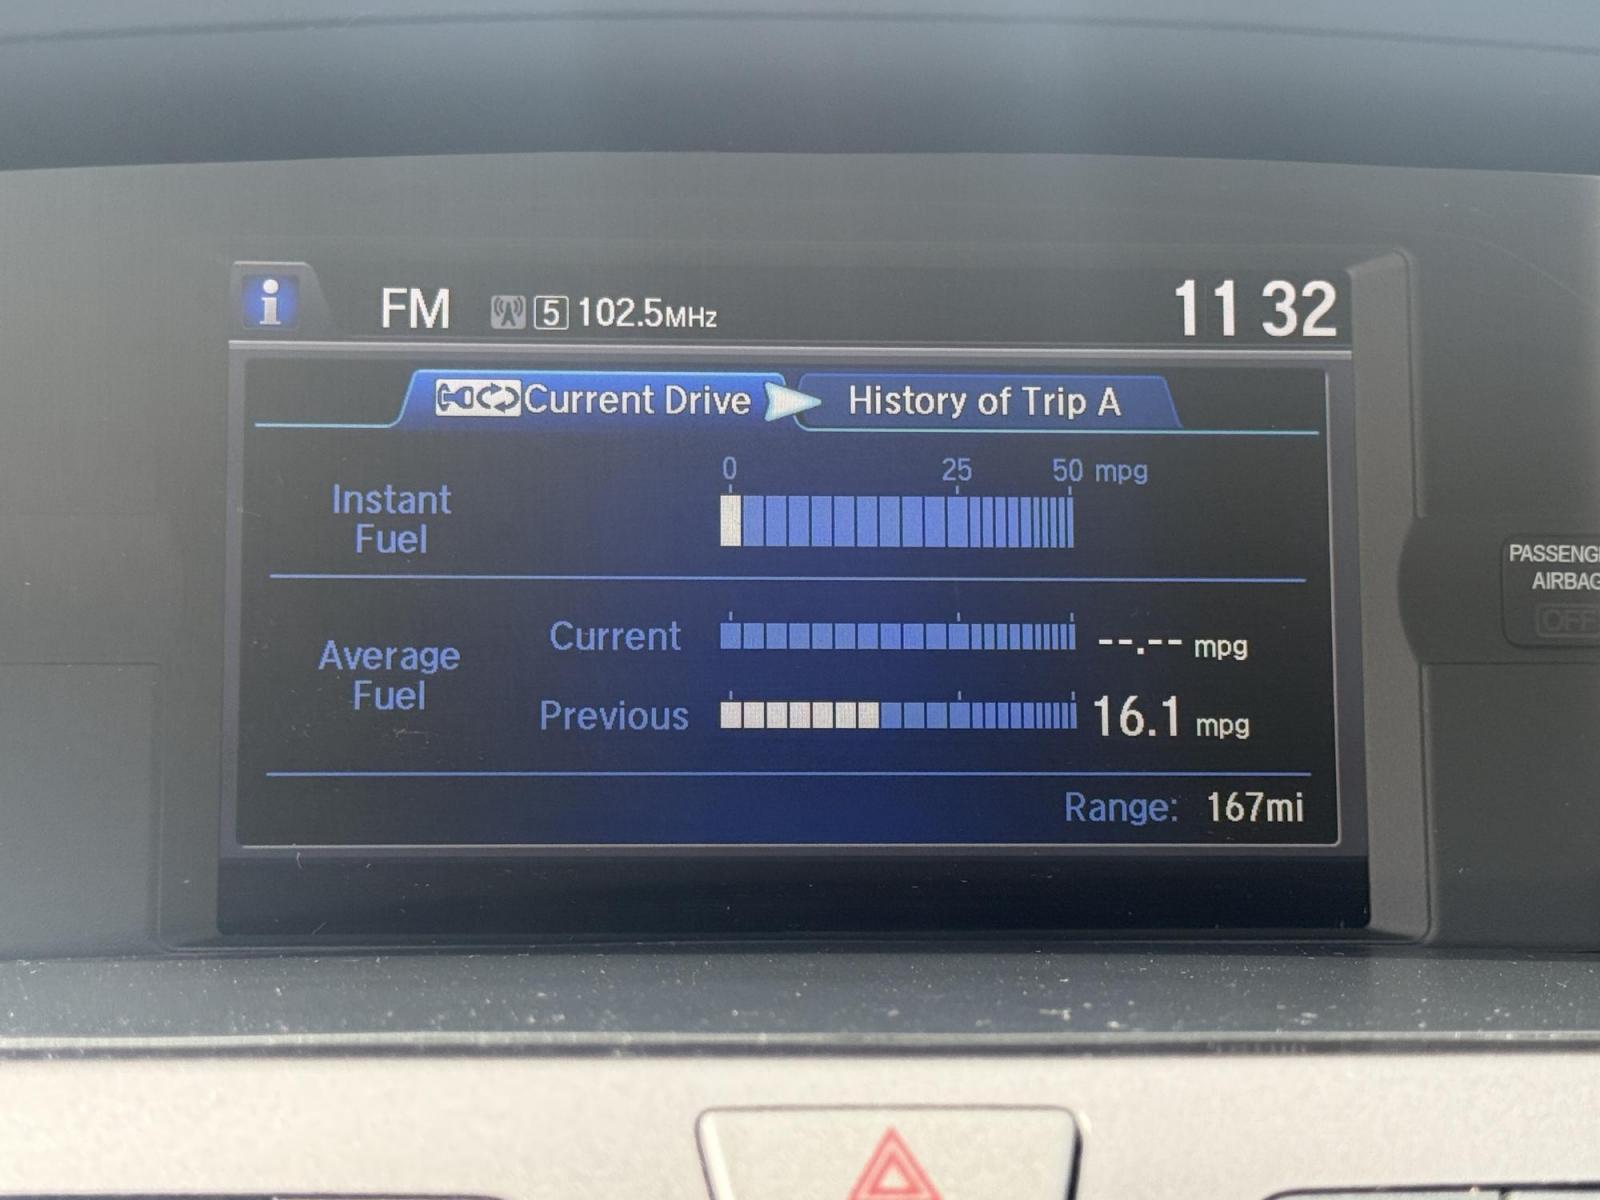 i FM 5 102.5MHz 11 32
Current Drive History of Trip A
0 25 50 mpg
Instant
Fuel
Current --.-- mpg
Average
Fuel
Previous 16.1 mpg
Range: 167mi
PASSENG
AIRBAG
OFF